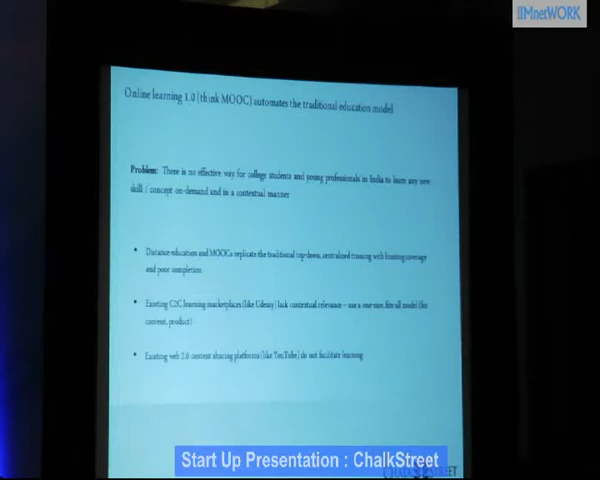 IIMnetWORK
Online learning 1.0 (think MOOC) automates the traditional education model
Problem: There is no effective way for college students and young professionals in India to learn any new
skill / concept on-demand and in a contextual manner
• Distance education and MOOCs replicate the traditional top-down, centralized training with limiting coverage
and poor completion
• Existing C2C learning marketplaces (like Udemy) lack contextual relevance – use a one-size, fits all model (for
content, product)
• Existing web 2.0 content sharing platforms (like YouTube) do not facilitate learning
Start Up Presentation : ChalkStreet
CHALK STREET